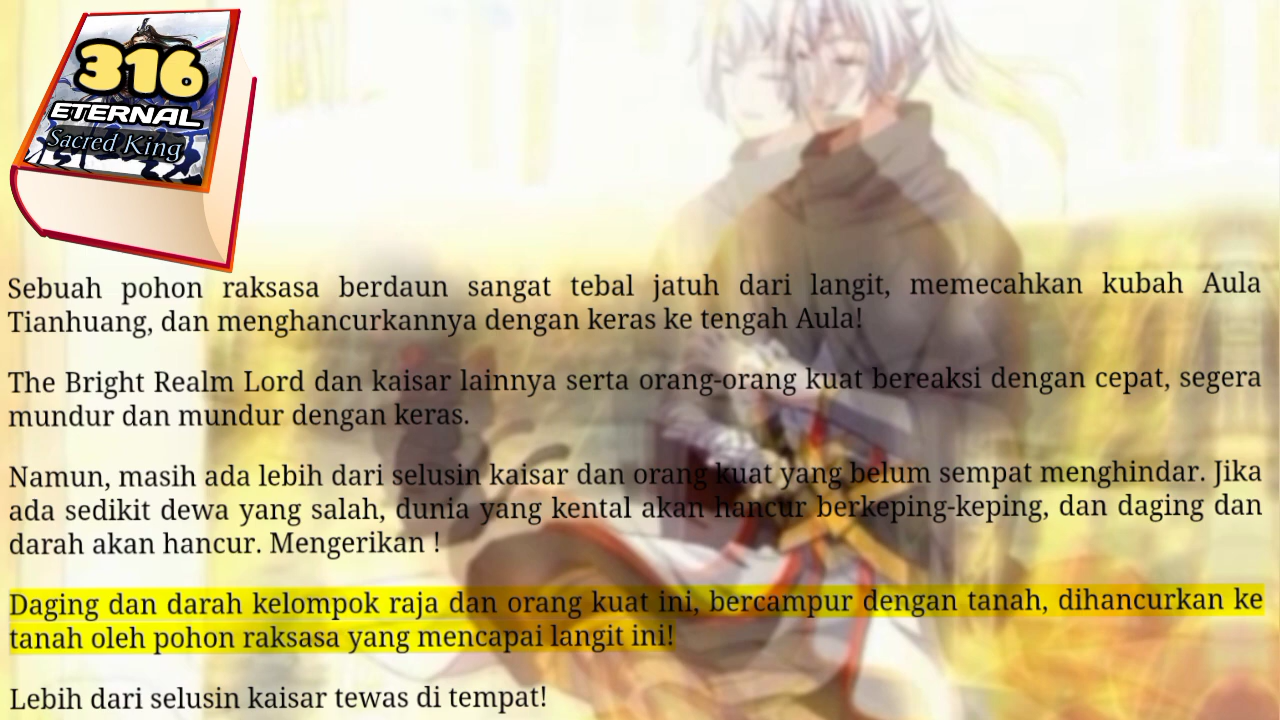 316
ETERNAL
Sacred King
Sebuah pohon raksasa berdaun sangat tebal jatuh dari langit, memecahkan kubah Aula
Tianhuang, dan menghancurkannya dengan keras ke tengah Aula!
The Bright Realm Lord dan kaisar lainnya serta orang-orang kuat bereaksi dengan cepat, segera
mundur dan mundur dengan keras.
Namun, masih ada lebih dari selusin kaisar dan orang kuat yang belum sempat menghindar. Jika
ada sedikit dewa yang salah, dunia yang kental akan hancur berkeping-keping, dan daging dan
darah akan hancur. Mengerikan !
Daging dan darah kelompok raja dan orang kuat ini, bercampur dengan tanah, dihancurkan ke
tanah oleh pohon raksasa yang mencapai langit ini!
Lebih dari selusin kaisar tewas di tempat!